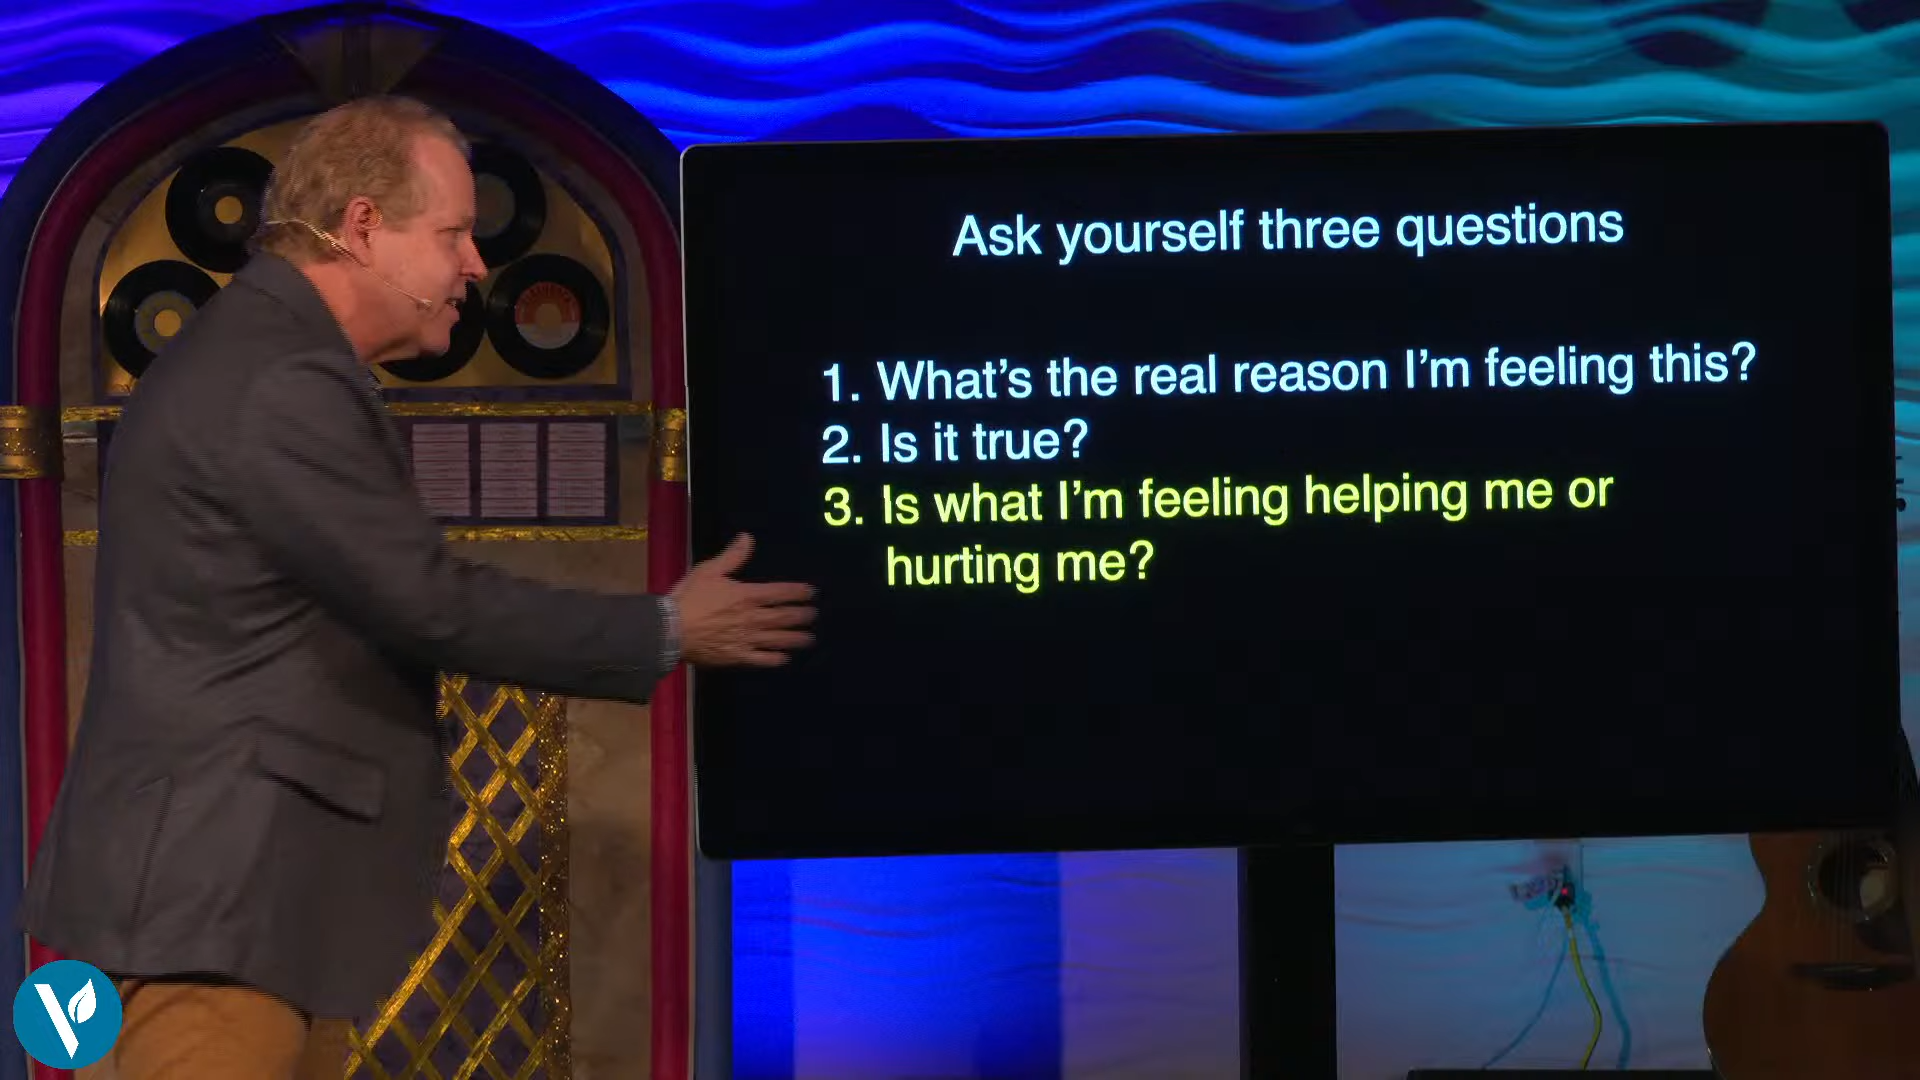 Ask yourself three questions
1. What's the real reason I'm feeling this?
2. Is it true?
3. Is what I'm feeling helping me or
hurting me?